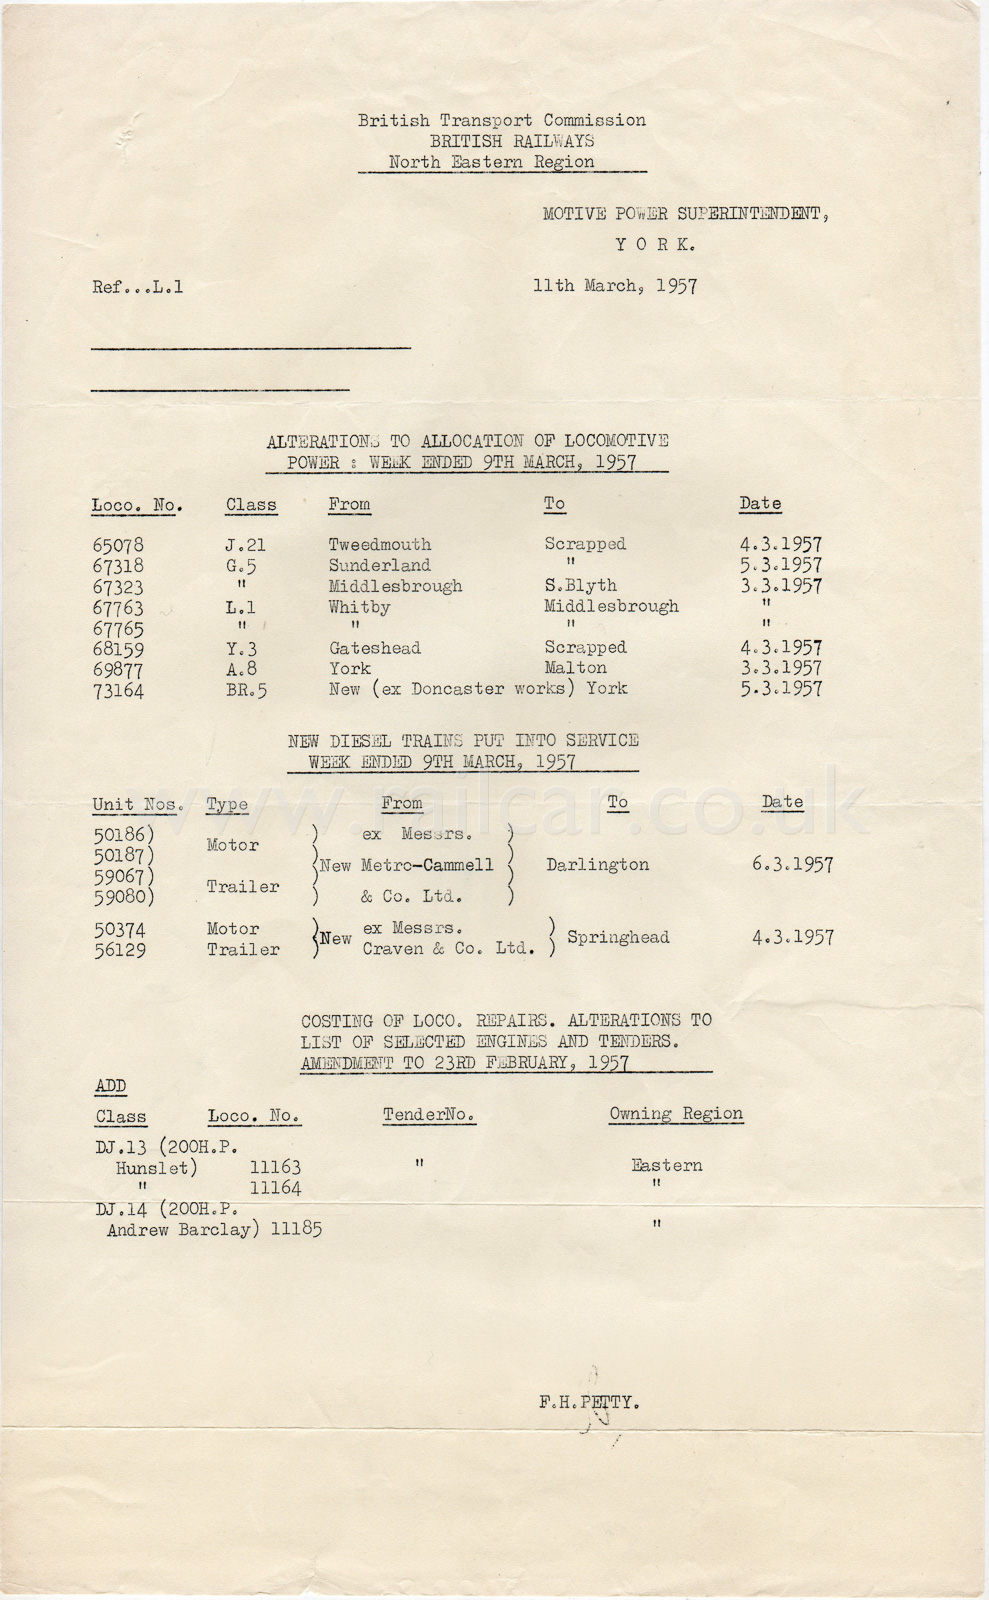 British Transport Commission
BRITISH RAILWAYS
North Eastern Region
MOTIVE POWER SUPERINTENDENT,
Y O R K.
Ref...L.1 11th March, 1957
ALTERATIONS TO ALLOCATION OF LOCOMOTIVE
POWER : WEEK ENDED 9TH MARCH, 1957
Loco. No. Class From To Date
65078 J.21 Tweedmouth Scrapped 4.3.1957
67318 G.5 Sunderland " 5.3.1957
67323 " Middlesbrough S.Blyth 3.3.1957
67763 L.1 Whitby Middlesbrough "
67765 " " " "
68159 Y.3 Gateshead Scrapped 4.3.1957
69877 A.8 York Malton 3.3.1957
73164 BR.5 New (ex Doncaster works) York 5.3.1957
NEW DIESEL TRAINS PUT INTO SERVICE
WEEK ENDED 9TH MARCH, 1957
www.railcar.co.uk
Unit Nos. Type From To Date
50186) ) ex Messrs. )
50187) Motor
59067) )New Metro-Cammell ) Darlington 6.3.1957
59080) Trailer ) & Co. Ltd. )
50374 Motor )New ex Messrs. ) Springhead 4.3.1957
56129 Trailer ) Craven & Co. Ltd. )
COSTING OF LOCO. REPAIRS. ALTERATIONS TO
LIST OF SELECTED ENGINES AND TENDERS.
AMENDMENT TO 23RD FEBRUARY, 1957
ADD
Class Loco. No. TenderNo. Owning Region
DJ.13 (200H.P.
Hunslet) 11163 " Eastern
" 11164 "
DJ.14 (200H.P.
Andrew Barclay) 11185 "
F.H.PETTY.